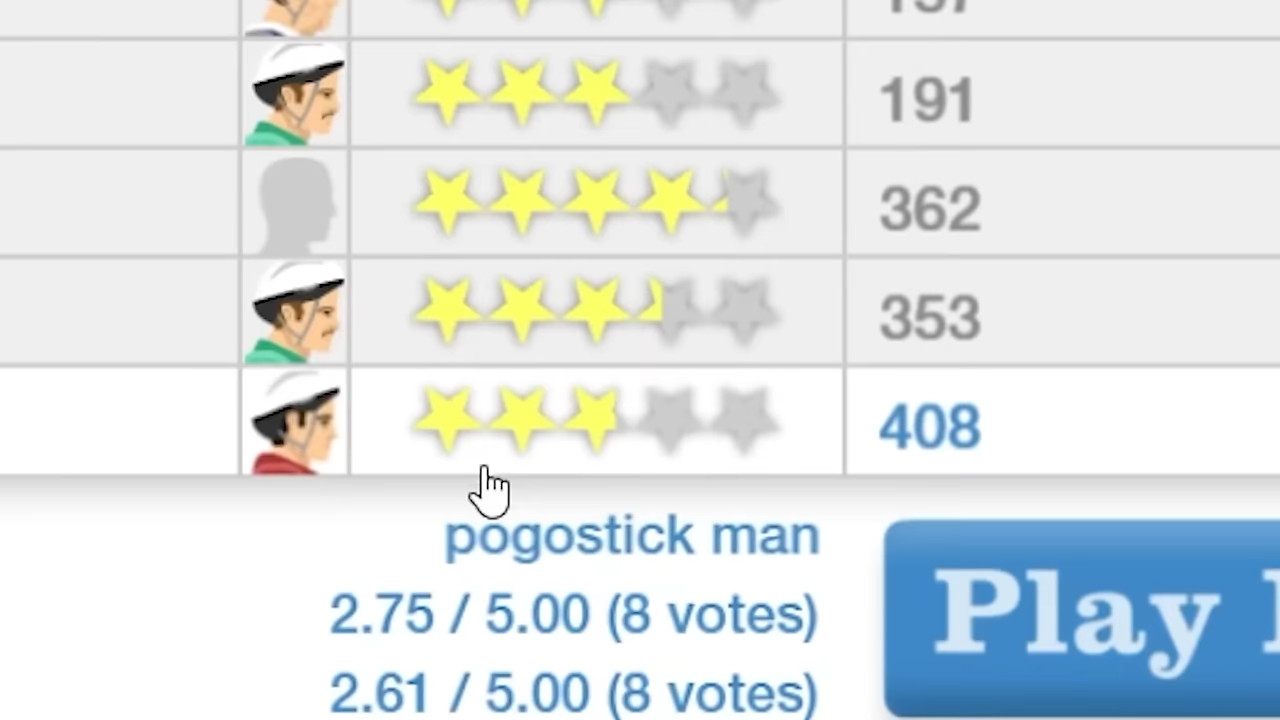 191
362
353
408
pogostick man
2.75 / 5.00 (8 votes)
Play
2.61 / 5.00 (8 votes)